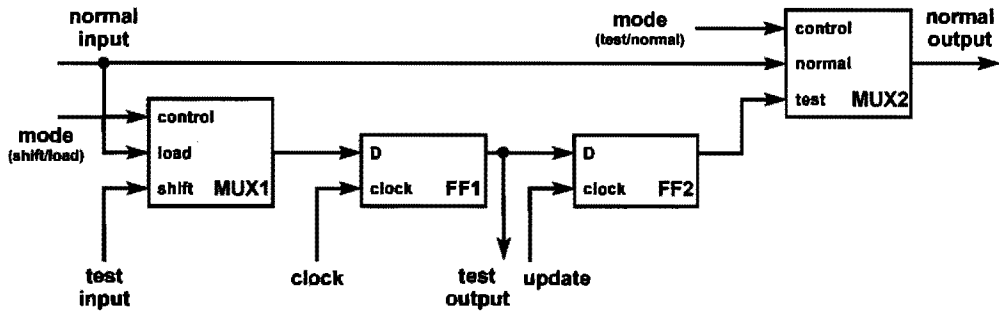 normal
input
mode
(test/normal)
control
normal
test
MUX2
normal
output
mode
(shift/load)
control
load
shift
MUX1
D
clock
FF1
D
clock
FF2
test
input
clock
test
output
update